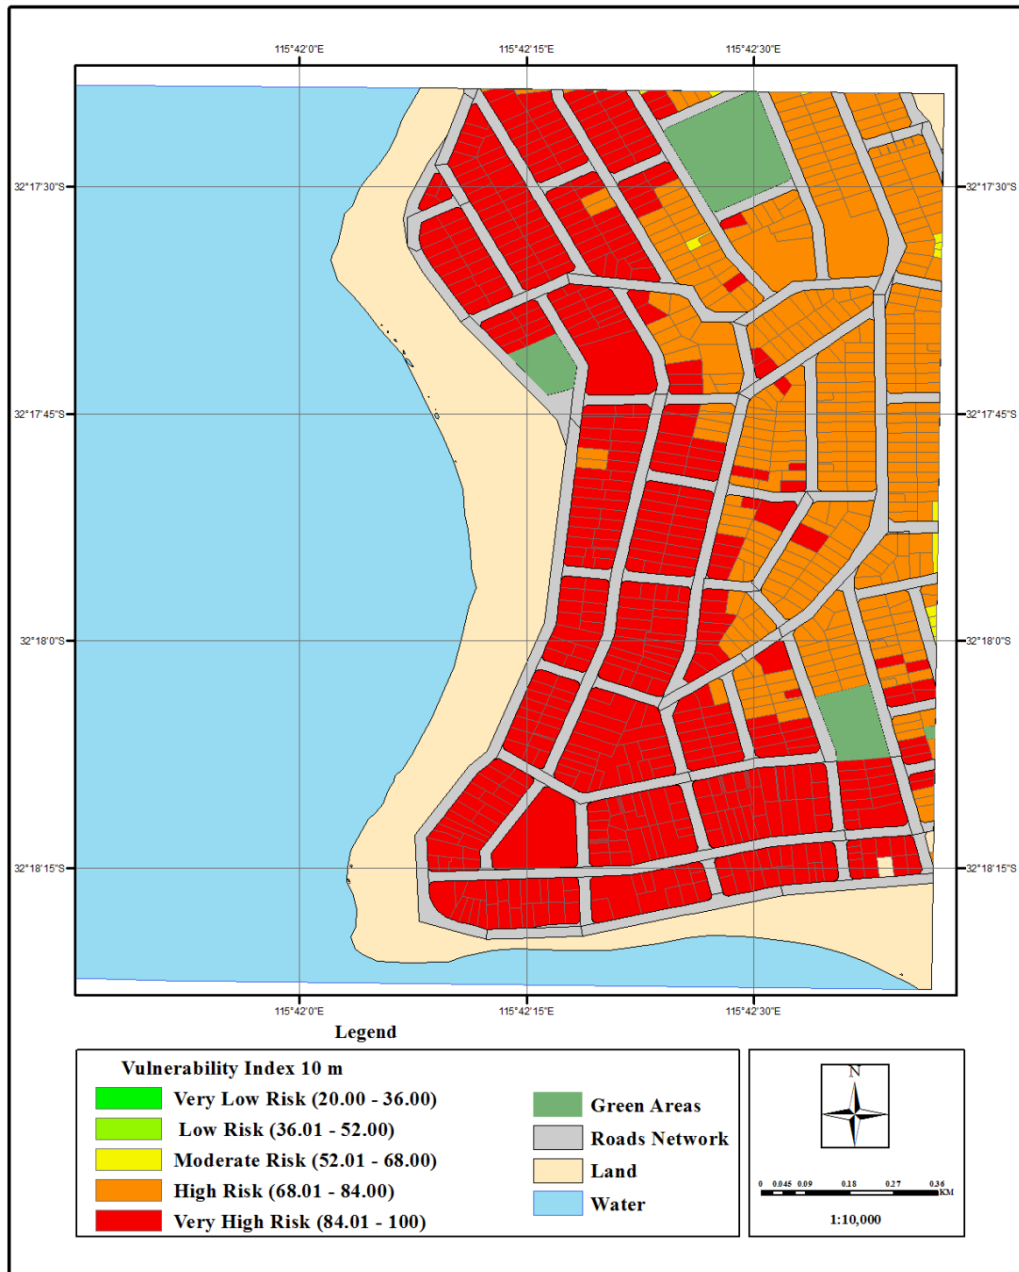 115°42'0"E
115°42'15"E
115°42'30"E
32°17'30"S
32°17'30"S
32°17'45"S
32°17'45"S
32°18'0"S
32°18'0"S
32°18'15"S
32°18'15"S
115°42'0"E
115°42'15"E
115°42'30"E
Legend
Vulnerability Index 10 m
Very Low Risk (20.00 - 36.00)
Low Risk (36.01 - 52.00)
Moderate Risk (52.01 - 68.00)
High Risk (68.01 - 84.00)
Very High Risk (84.01 - 100)
Green Areas
Roads Network
Land
Water
N
0 0.045 0.09 0.18 0.27 0.36
KM
1:10,000